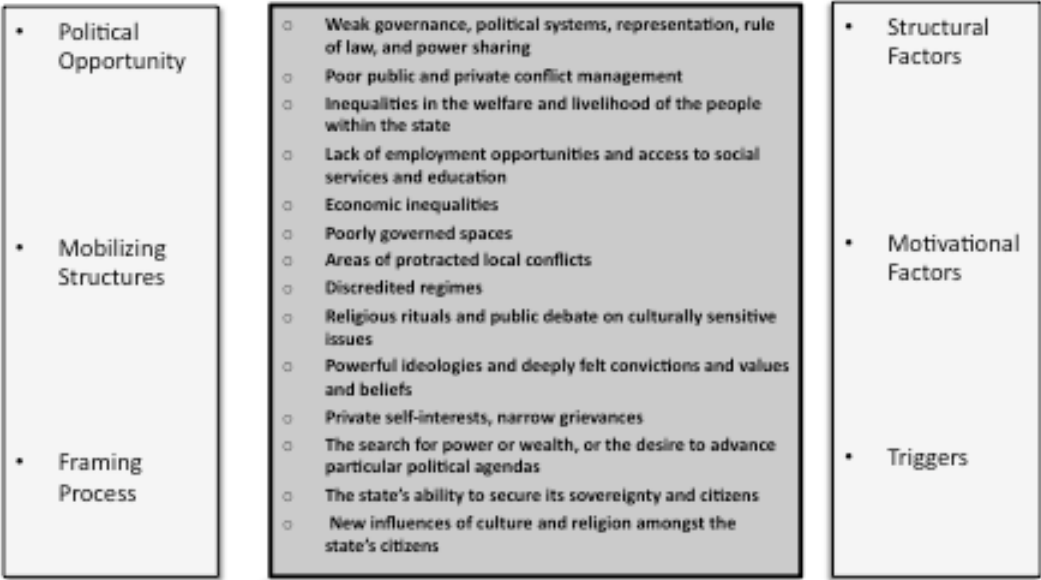 • Political
Opportunity
• Mobilizing
Structures
• Framing
Process
○ Weak governance, political systems, representation, rule
of law, and power sharing
○ Poor public and private conflict management
○ Inequalities in the welfare and livelihood of the people
within the state
○ Lack of employment opportunities and access to social
services and education
○ Economic inequalities
○ Poorly governed spaces
○ Areas of protracted local conflicts
○ Discredited regimes
○ Religious rituals and public debate on culturally sensitive
issues
○ Powerful ideologies and deeply felt convictions and values
and beliefs
○ Private self-interests, narrow grievances
○ The search for power or wealth, or the desire to advance
particular political agendas
○ The state's ability to secure its sovereignty and citizens
○ New influences of culture and religion amongst the
state's citizens
• Structural
Factors
• Motivational
Factors
• Triggers